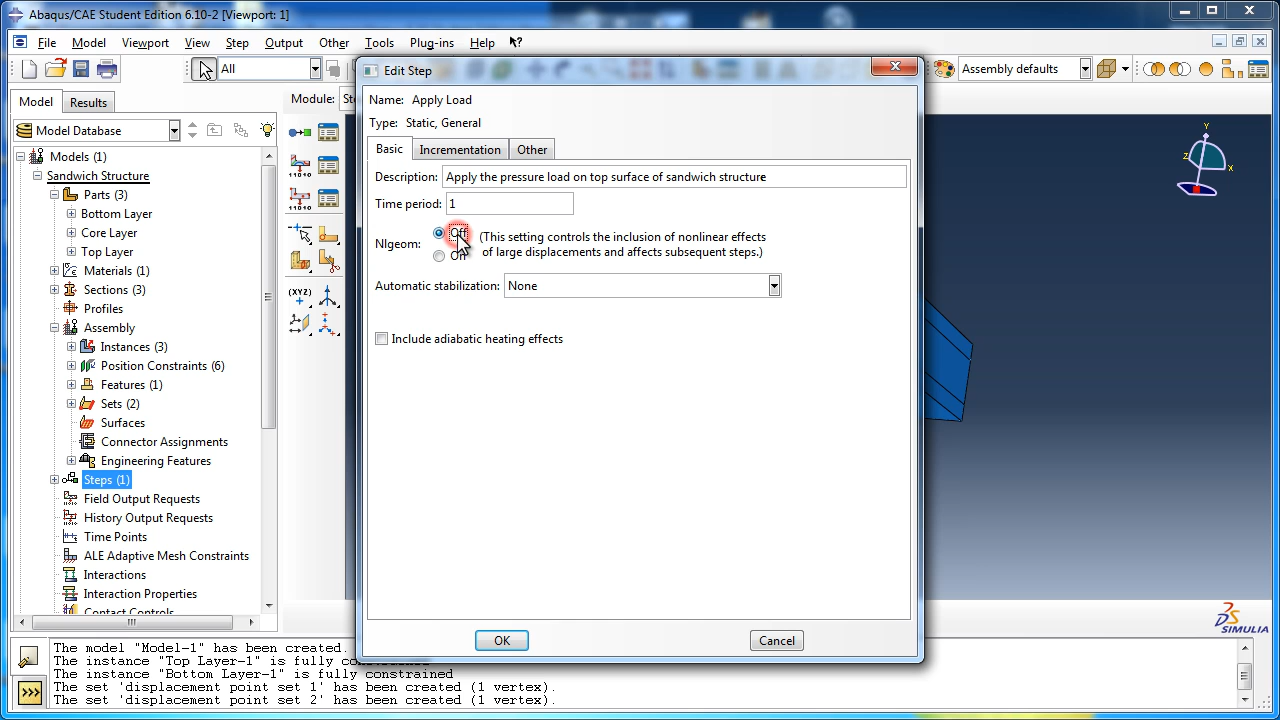 Abaqus/CAE Student Edition 6.10-2 [Viewport: 1]
File Model Viewport View Step Output Other Tools Plug-ins Help
All
Assembly defaults
Edit Step
Model Results
Module:
Name: Apply Load
Type: Static, General
Model Database
Basic Incrementation Other
Models (1)
Sandwich Structure
Parts (3)
Bottom Layer
Core Layer
Top Layer
Materials (1)
Sections (3)
Profiles
Assembly
Instances (3)
Position Constraints (6)
Features (1)
Sets (2)
Surfaces
Connector Assignments
Engineering Features
Steps (1)
Field Output Requests
History Output Requests
Time Points
ALE Adaptive Mesh Constraints
Interactions
Interaction Properties
Contact Controls
Description: Apply the pressure load on top surface of sandwich structure
Time period: 1
Nlgeom: Off
(This setting controls the inclusion of nonlinear effects
of large displacements and affects subsequent steps.)
Automatic stabilization: None
Include adiabatic heating effects
OK Cancel
(XYZ)
Y
Z
X
SIMULIA
The model "Model-1" has been created.
The instance "Top Layer-1" is fully constrained
The instance "Bottom Layer-1" is fully constrained
The set 'displacement point set 1' has been created (1 vertex).
The set 'displacement point set 2' has been created (1 vertex).